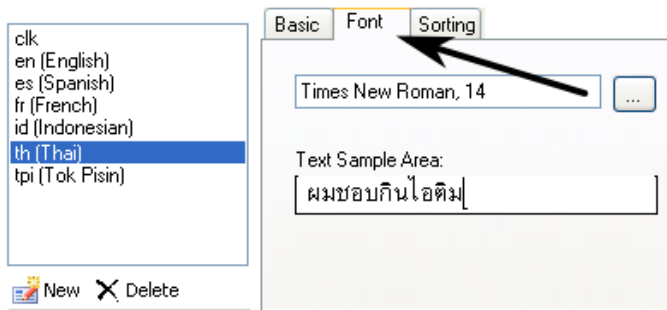 clk
en (English)
es (Spanish)
fr (French)
id (Indonesian)
th (Thai)
tpi (Tok Pisin)
New
Delete
Basic
Font
Sorting
Times New Roman, 14
...
Text Sample Area:
ผมชอบกินไอติม